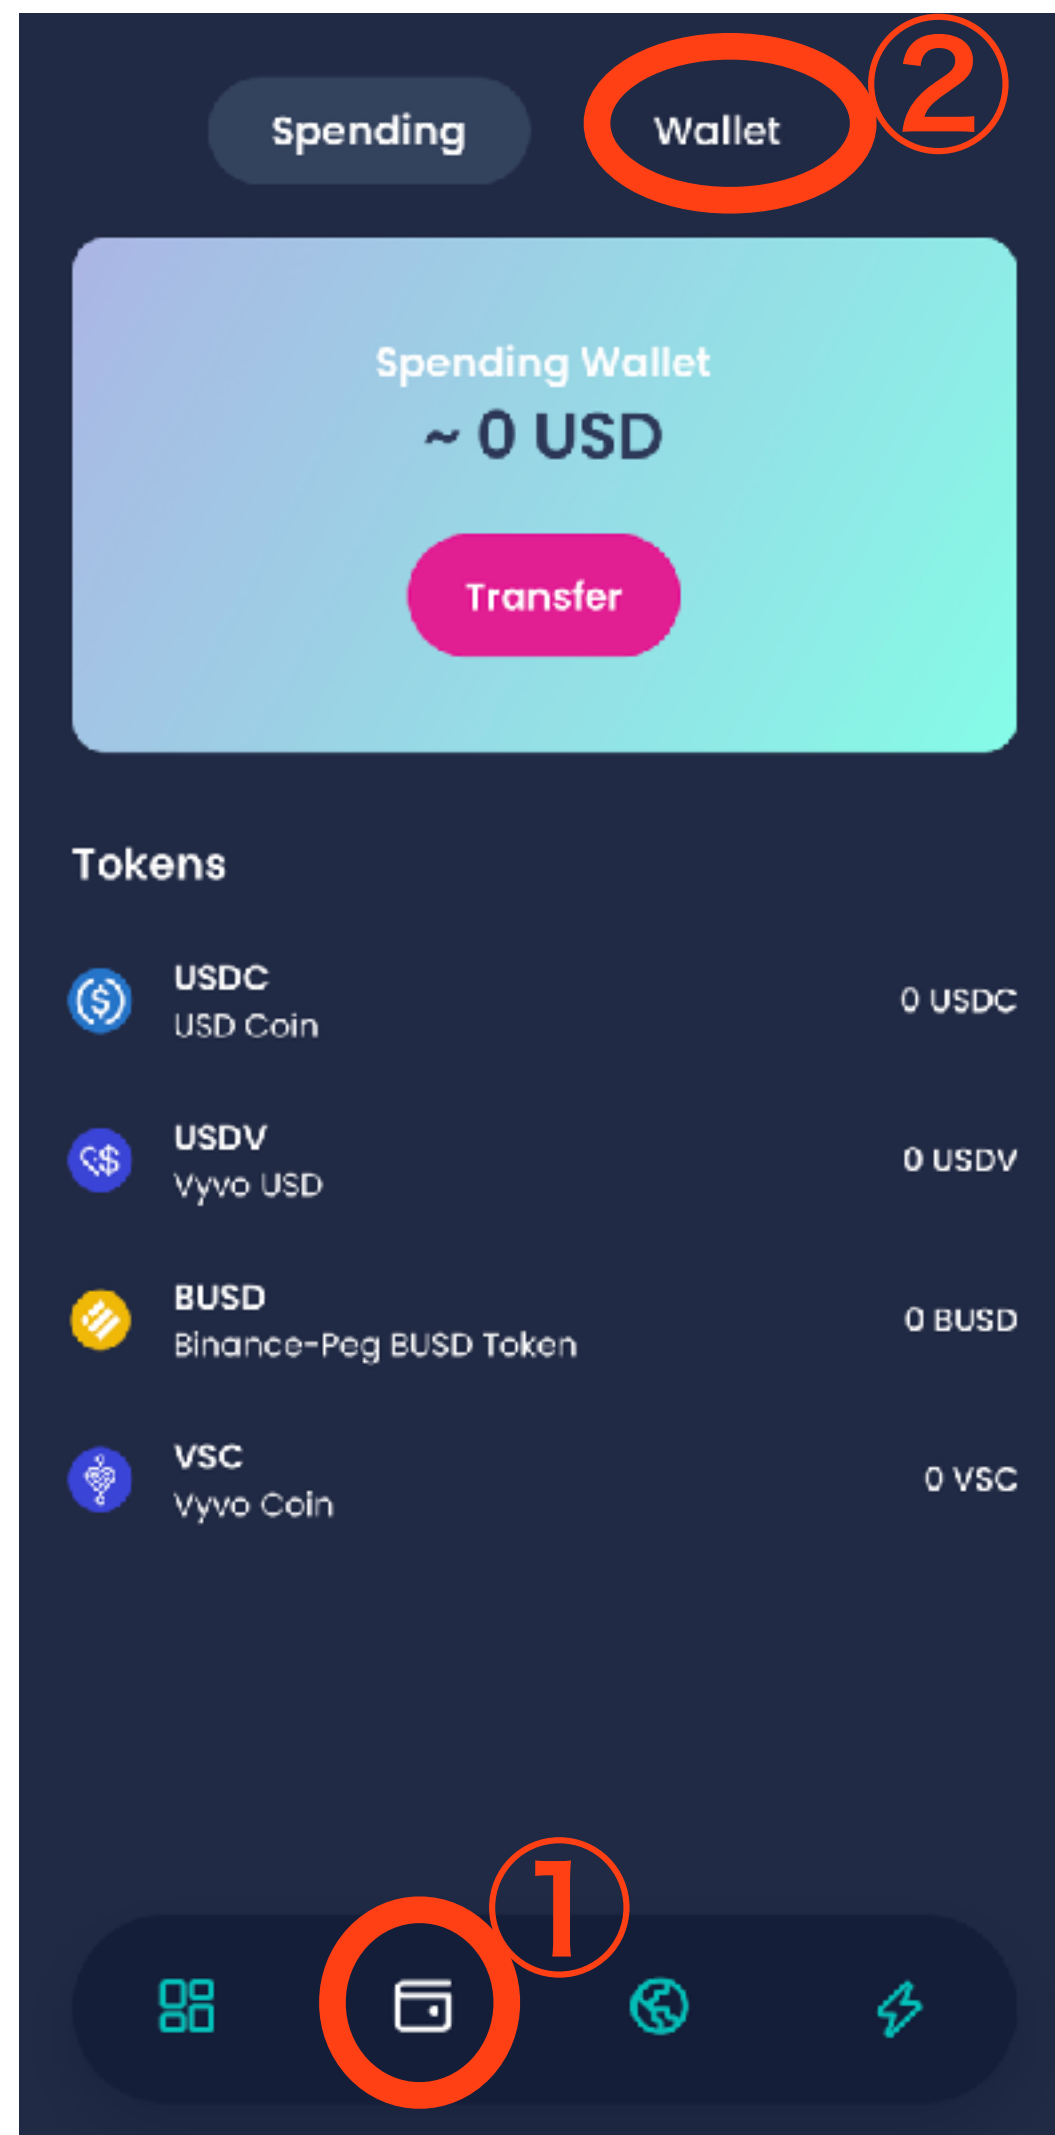 Spending Wallet ②
Spending Wallet
~ 0 USD
Transfer
Tokens
USDC
USD Coin
0 USDC
USDV
Vyvo USD
0 USDV
BUSD
Binance-Peg BUSD Token
0 BUSD
VSC
Vyvo Coin
0 VSC
①